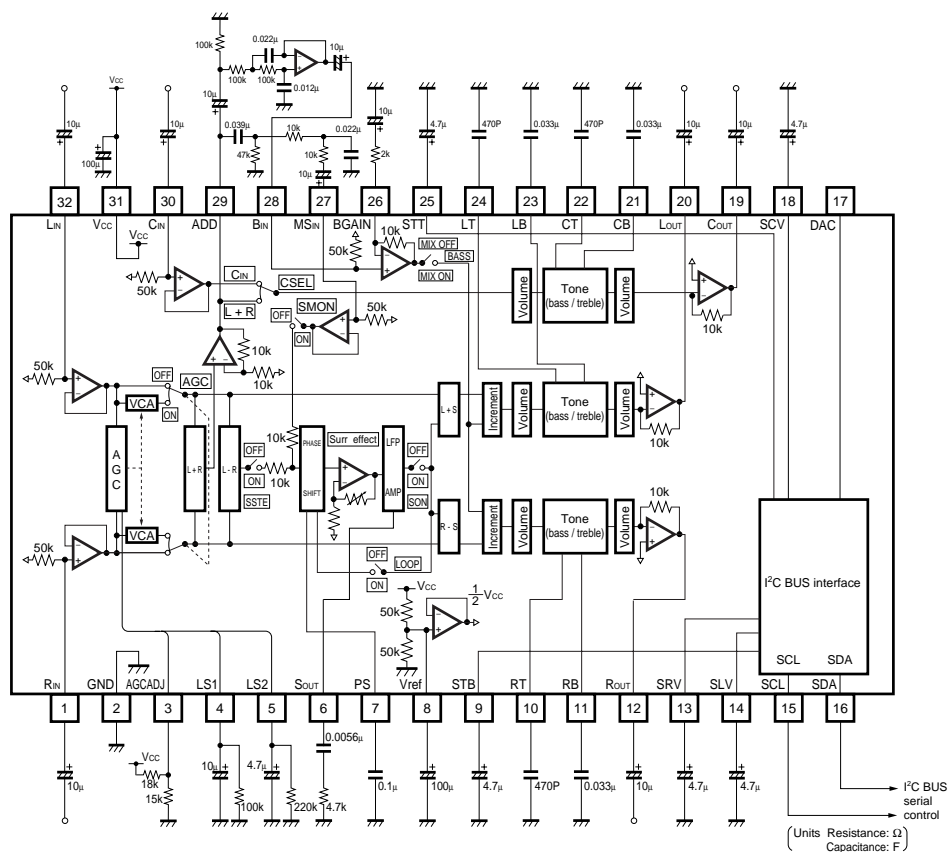 0.022μ
10μ
100k
100k
100k
0.012μ
Vcc
10μ
0.039μ
10k
0.022μ
10μ
10μ
10μ
4.7μ
470P
0.033μ
470P
0.033μ
10μ
10μ
4.7μ
100μ
47k
10k
10μ
2k
32
31
30
29
28
27
26
25
24
23
22
21
20
19
18
17
LIN
VCC
CIN
ADD
BIN
MSIN
BGAIN
STT
LT
LB
CT
CB
LOUT
COUT
SCV
DAC
VCC
50k
10k
MIX OFF
BASS
MIX ON
50k
CIN
CSEL
L + R
SMON
OFF
ON
50k
Volume
Tone
(bass / treble)
Volume
10k
10k
10k
50k
OFF
AGC
VCA
ON
L + S
Increment
Volume
Tone
(bass / treble)
Volume
10k
AGC
L+R
L - R
OFF
ON
SSTE
10k
10k
PHASE
SHIFT
Surr effect
LFP
AMP
OFF
ON
SON
50k
VCA
R - S
Increment
Volume
Tone
(bass / treble)
Volume
10k
OFF
LOOP
ON
VCC
50k
50k
1/2 VCC
I²C BUS interface
SCL
SDA
RIN
GND
AGCADJ
LS1
LS2
SOUT
PS
Vref
STB
RT
RB
ROUT
SRV
SLV
SCL
SDA
1
2
3
4
5
6
7
8
9
10
11
12
13
14
15
16
10μ
VCC
18k
15k
10μ
100k
4.7μ
220k
0.0056μ
4.7k
0.1μ
100μ
4.7μ
470P
0.033μ
10μ
4.7μ
4.7μ
I²C BUS
serial
control
(Units Resistance: Ω
Capacitance: F)